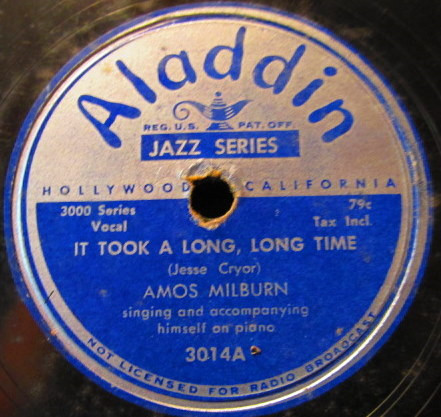 Aladdin
REG. U.S. PAT. OFF.
JAZZ SERIES
HOLLYWOOD CALIFORNIA
3000 Series 79c
Vocal Tax Incl.
IT TOOK A LONG, LONG TIME
(Jesse Cryor)
AMOS MILBURN
singing and accompanying
himself on piano
3014A
NOT LICENSED FOR RADIO BROADCAST